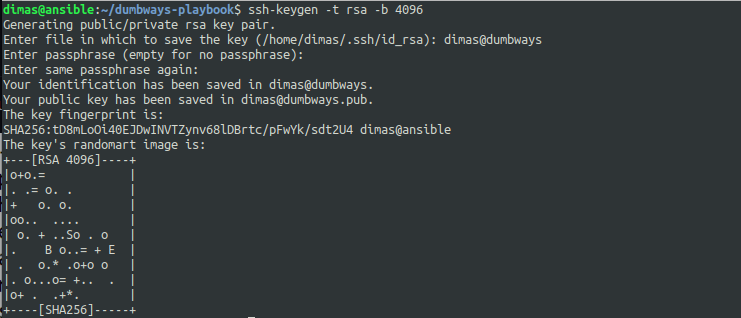 dimas@ansible:~/dumbways-playbook$ ssh-keygen -t rsa -b 4096
Generating public/private rsa key pair.
Enter file in which to save the key (/home/dimas/.ssh/id_rsa): dimas@dumbways
Enter passphrase (empty for no passphrase):
Enter same passphrase again:
Your identification has been saved in dimas@dumbways.
Your public key has been saved in dimas@dumbways.pub.
The key fingerprint is:
SHA256:tD8mLoOi40EJDwINVTZynv68lDBrtc/pFwYk/sdt2U4 dimas@ansible
The key's randomart image is:
+---[RSA 4096]----+
|o+o.=            |
|. .= o. .        |
|+   o. o.        |
|oo..  ....       |
| o. + ..So . o   |
|.    B o..= + E  |
| .  o.* .o+o o   |
|. o...o= +..  .  |
|o+ .  .+*.       |
+----[SHA256]-----+